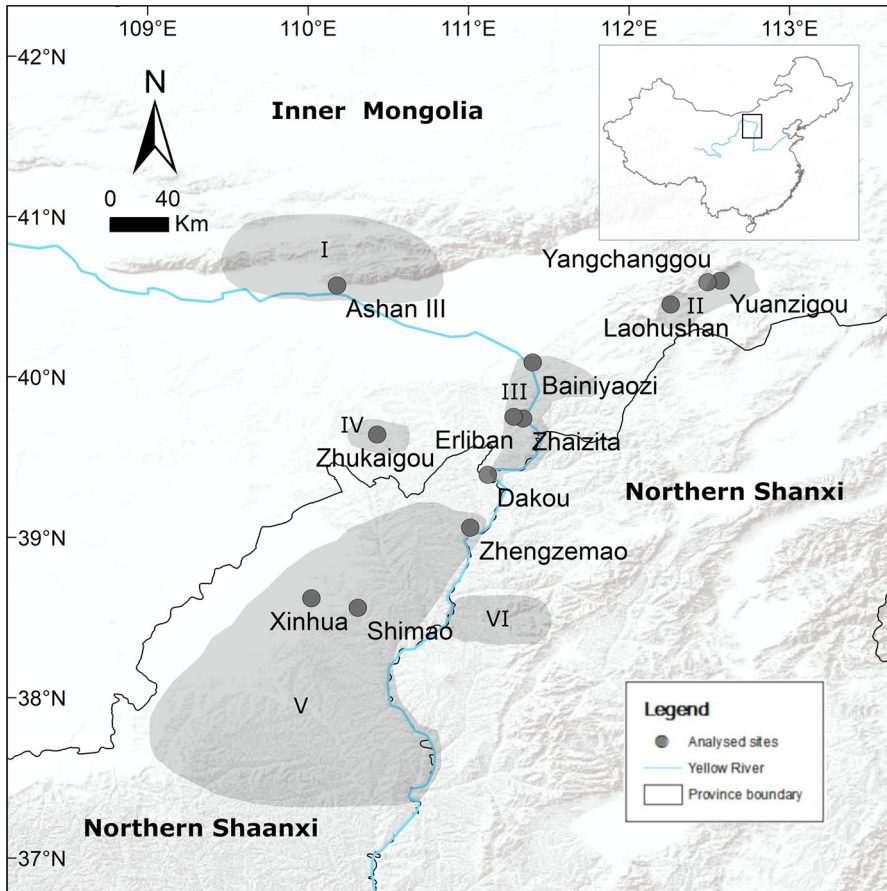 109°E
110°E
111°E
112°E
113°E
42°N
N
Inner Mongolia
0
40
Km
41°N
I
Ashan III
Yangchanggou
II
Yuanzigou
Laohushan
40°N
Bainiyaozi
III
IV
Erliban
Zhaizita
Zhukaigou
Dakou
Northern Shanxi
39°N
Zhengzemao
Xinhua
Shimao
VI
38°N
V
Legend
Analysed sites
Yellow River
Province boundary
Northern Shaanxi
37°N